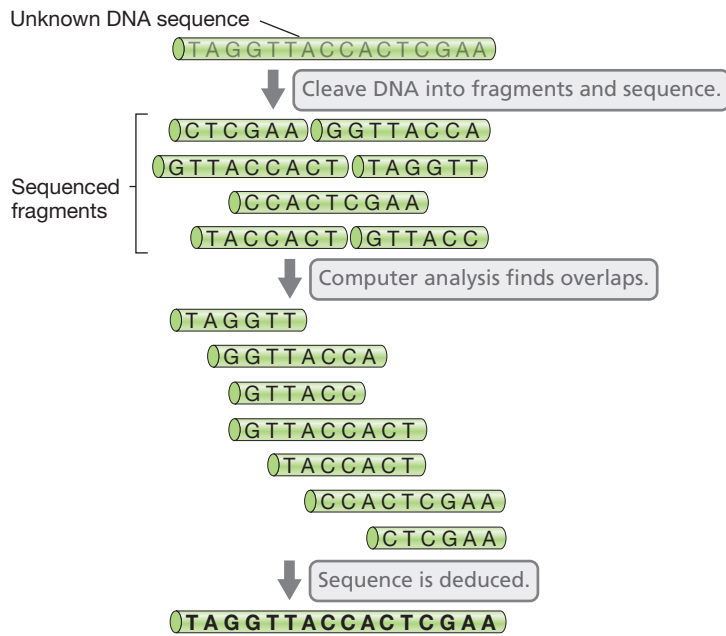 Unknown DNA sequence
TAGGTTACCACTCGAA
Cleave DNA into fragments and sequence.
CTCGAA GGTTACCA
GTTACCACT TAGGTT
Sequenced
fragments
CCACTCGAA
TACCACT GTTACC
Computer analysis finds overlaps.
TAGGTT
GGTTACCA
GTTACC
GTTACCACT
TACCACT
CCACTCGAA
CTCGAA
Sequence is deduced.
TAGGTTACCACTCGAA